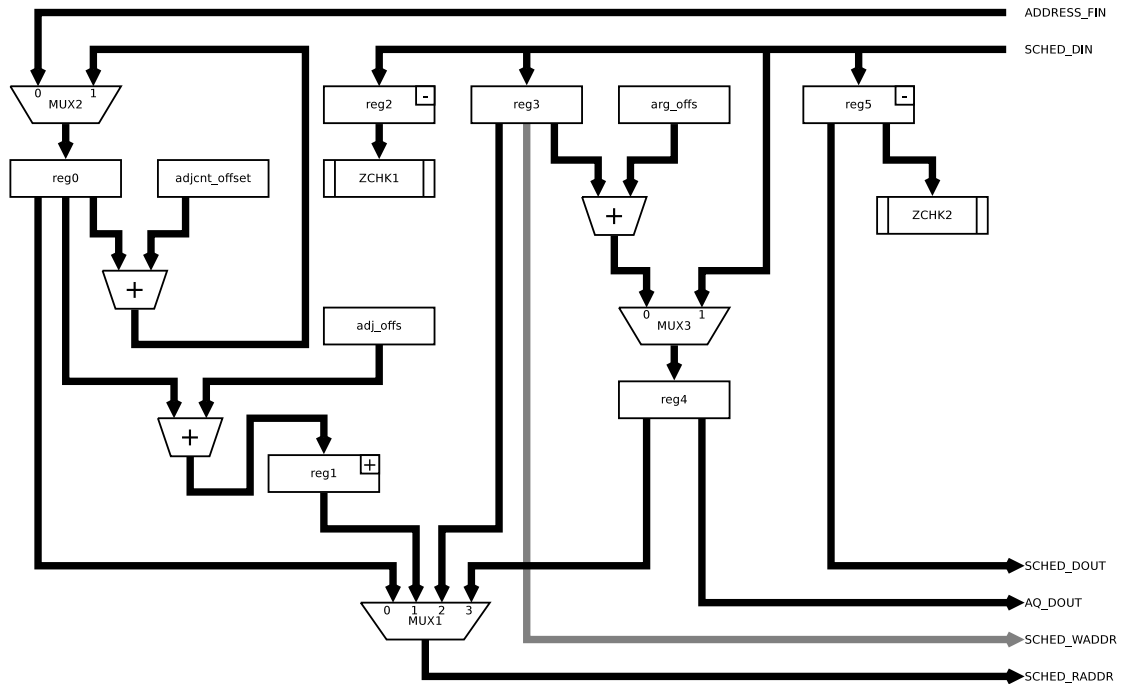 ADDRESS_FIN
SCHED_DIN
0 1
MUX2
reg2 -
reg3
arg_offs
reg5 -
reg0
adjcnt_offset
ZCHK1
+
ZCHK2
+
adj_offs
0 1
MUX3
reg4
+
reg1 +
SCHED_DOUT
0 1 2 3
MUX1
AQ_DOUT
SCHED_WADDR
SCHED_RADDR